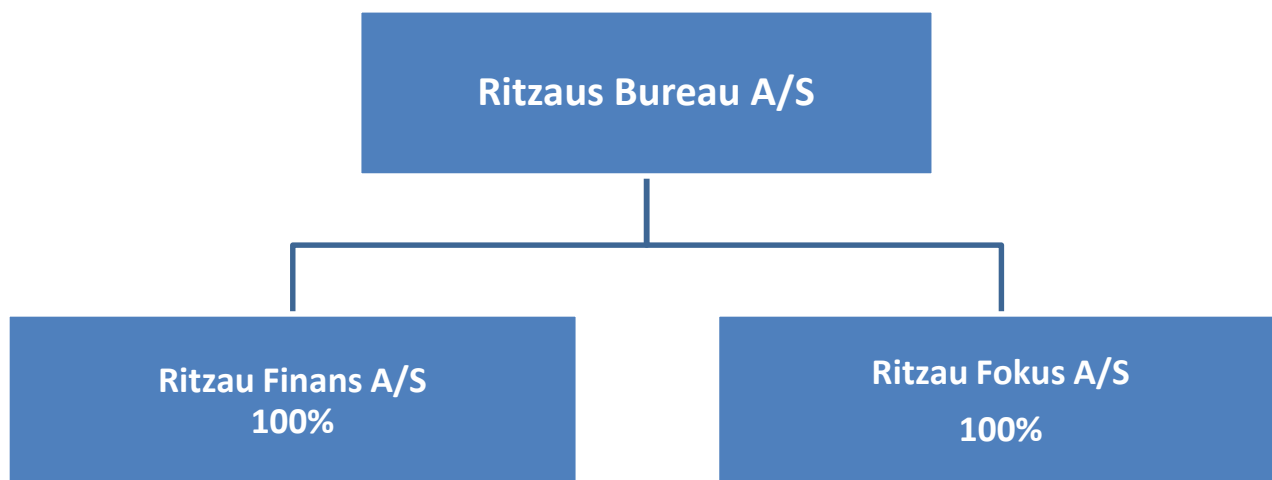 Ritzaus Bureau A/S
Ritzau Finans A/S
100%
Ritzau Fokus A/S
100%